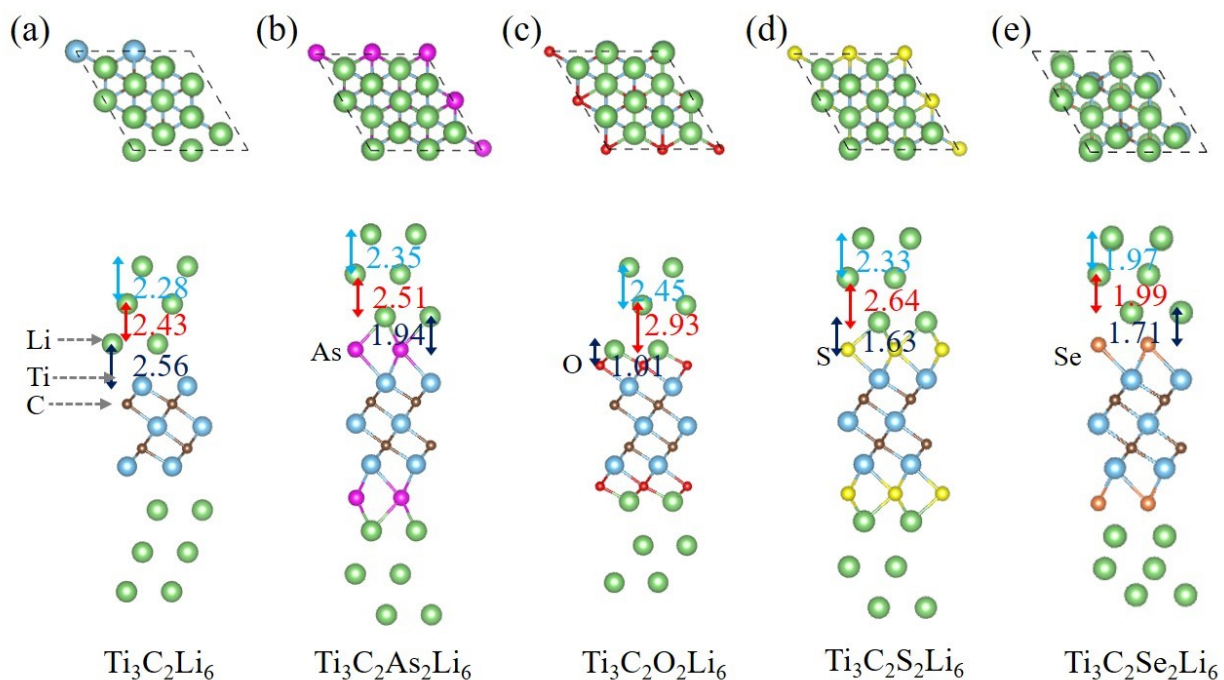 (a) (b) (c) (d) (e)
2.28
2.43
2.56
Li
Ti
C
2.35
2.51
1.94
As
2.45
2.93
1.01
O
2.33
2.64
1.63
S
1.97
1.99
1.71
Se
Ti₃C₂Li₆ Ti₃C₂As₂Li₆ Ti₃C₂O₂Li₆ Ti₃C₂S₂Li₆ Ti₃C₂Se₂Li₆